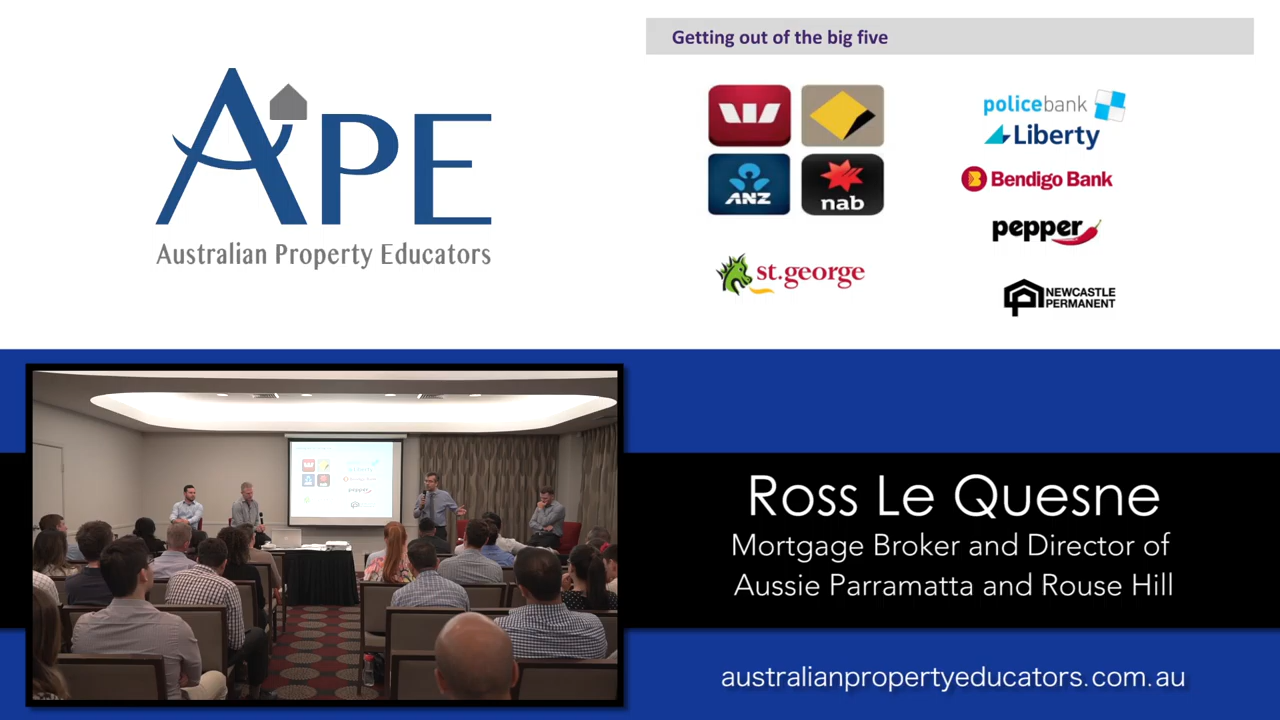 APE
Australian Property Educators
Getting out of the big five
ANZ
nab
st.george
policebank
Liberty
Bendigo Bank
pepper
NEWCASTLE
PERMANENT
Ross Le Quesne
Mortgage Broker and Director of
Aussie Parramatta and Rouse Hill
australianpropertyeducators.com.au